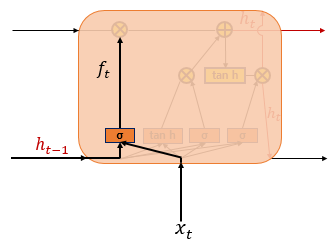 h_t
f_t
tan h
h_t
σ tan h σ σ
h_{t-1}
x_t